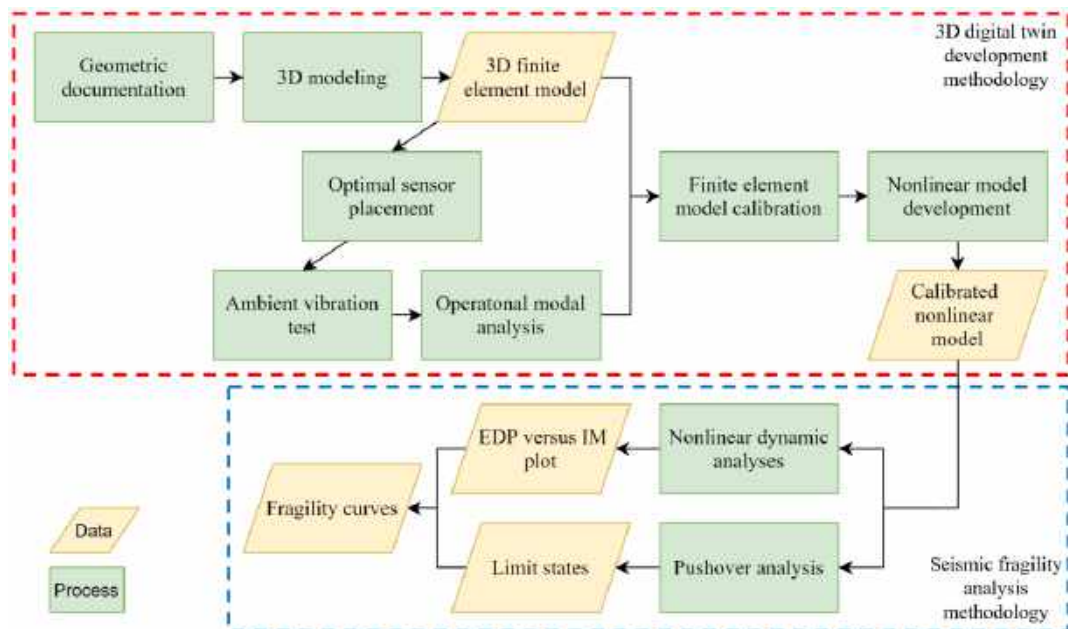 Geometric
documentation
3D modeling
3D finite
element model
3D digital twin
development
methodology
Optimal sensor
placement
Finite element
model calibration
Nonlinear model
development
Ambient vibration
test
Operatonal modal
analysis
Calibrated
nonlinear
model
EDP versus IM
plot
Nonlinear dynamic
analyses
Fragility curves
Limit states
Pushover analysis
Data
Process
Seismic fragility
analysis
methodology